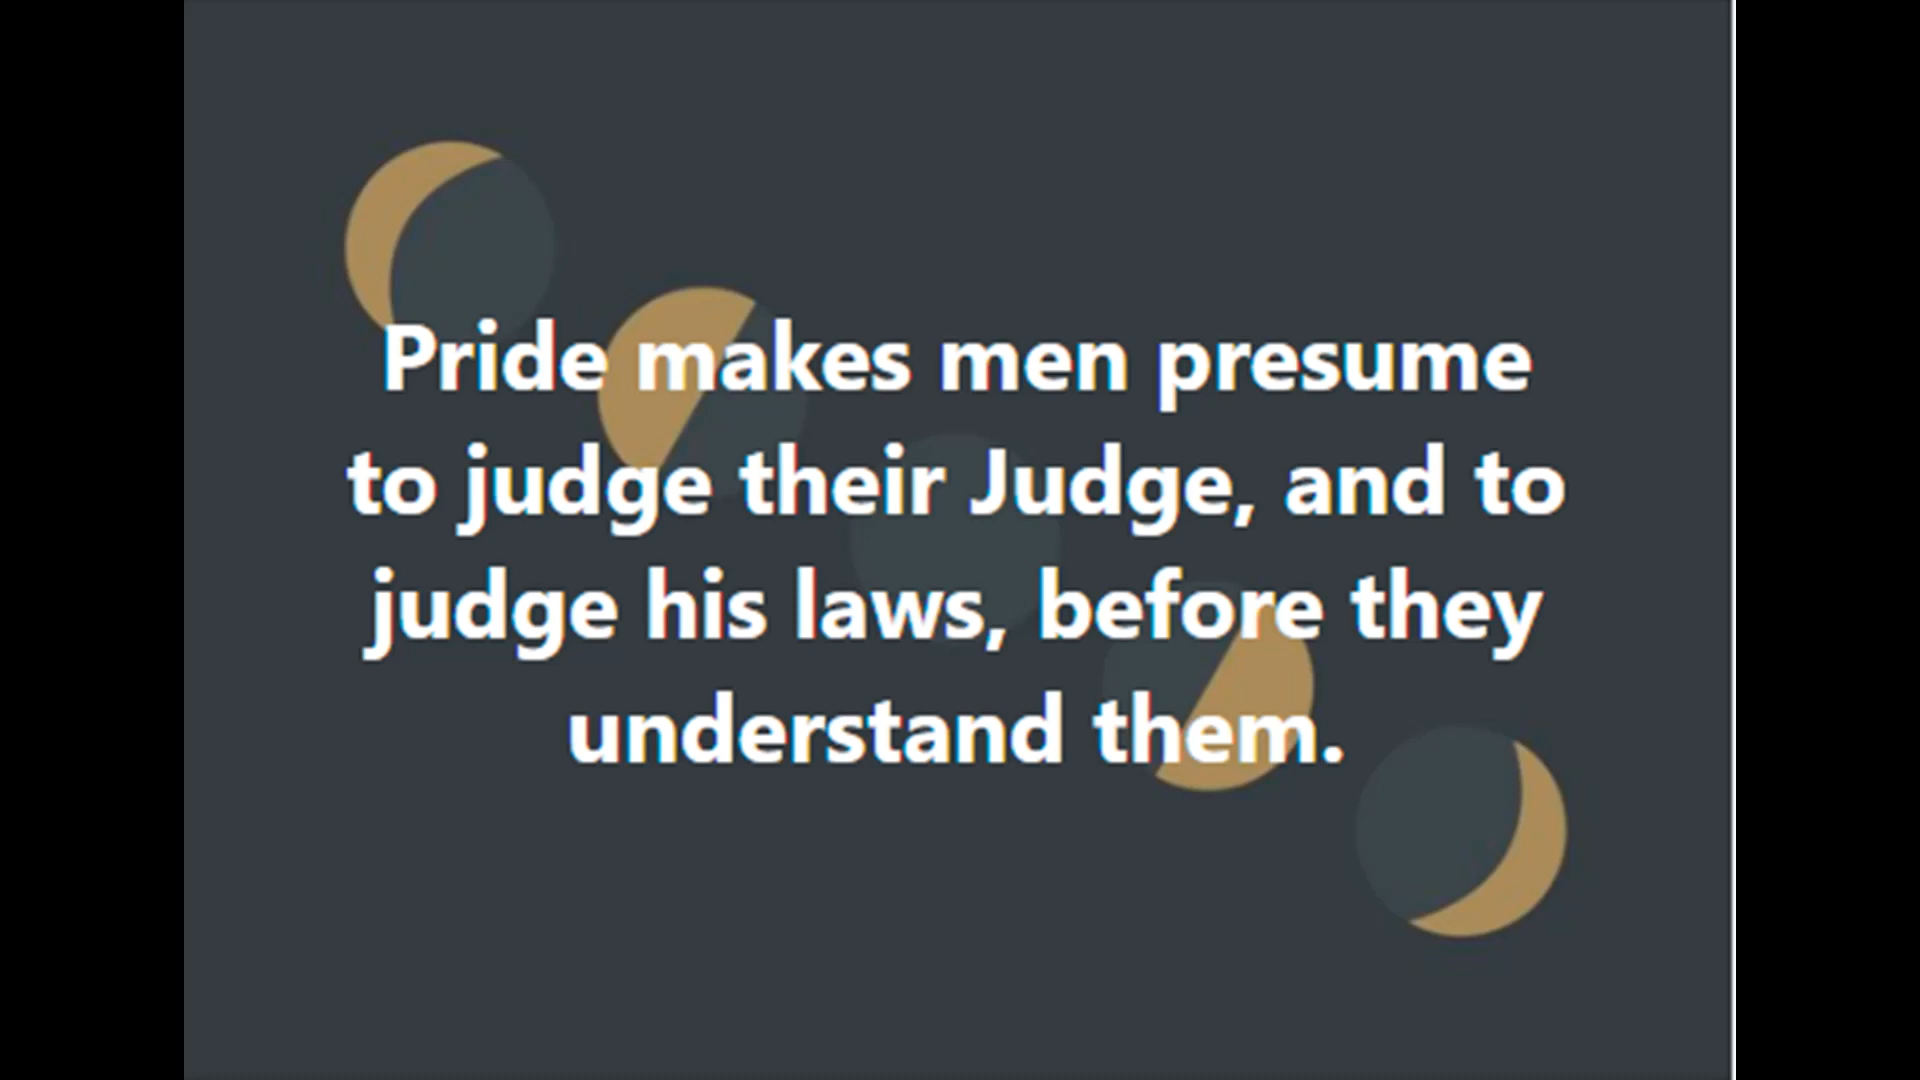 Pride makes men presume
to judge their Judge, and to
judge his laws, before they
understand them.